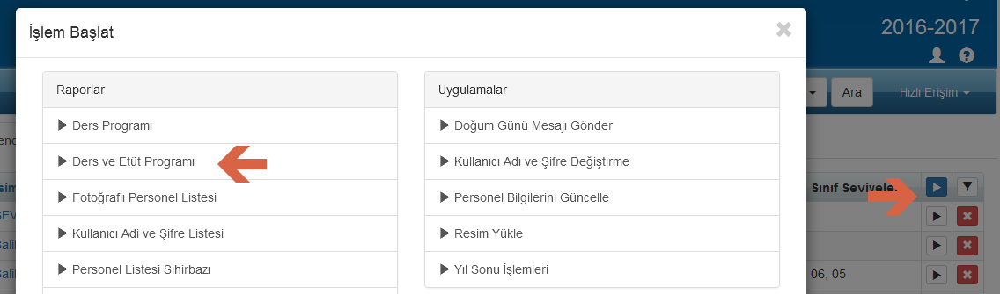 İşlem Başlat
2016-2017
Raporlar
Uygulamalar
Ara
Hızlı Erişim
Ders Programı
Doğum Günü Mesajı Gönder
Ders ve Etüt Programı
Kullanıcı Adı ve Şifre Değiştirme
Fotoğraflı Personel Listesi
Personel Bilgilerini Güncelle
Sınıf Seviyele
Kullanıcı Adi ve Şifre Listesi
Resim Yükle
Personel Listesi Sihirbazı
Yıl Sonu İşlemleri
06, 05